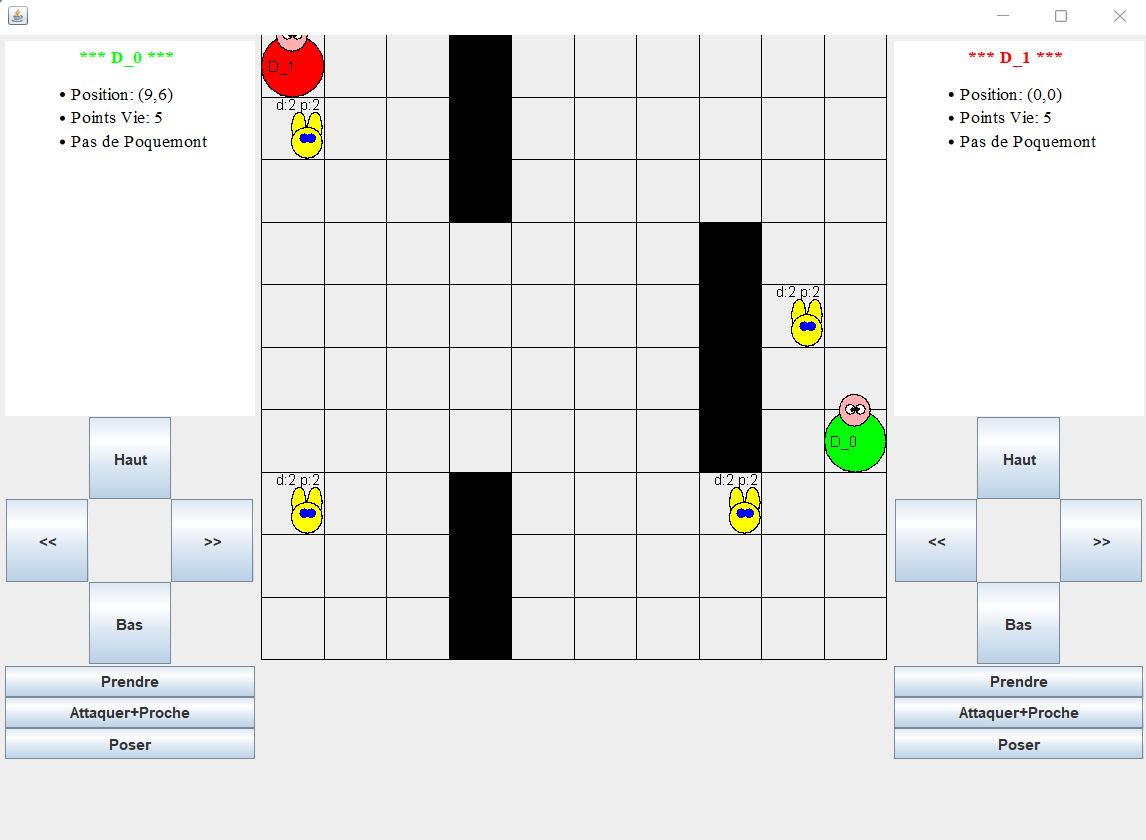 *** D_0 ***
• Position: (9,6)
• Points Vie: 5
• Pas de Poquemont
Haut
<<
>>
Bas
Prendre
Attaquer+Proche
Poser
D_1
d:2 p:2
d:2 p:2
D_0
d:2 p:2
d:2 p:2
*** D_1 ***
• Position: (0,0)
• Points Vie: 5
• Pas de Poquemont
Haut
<<
>>
Bas
Prendre
Attaquer+Proche
Poser